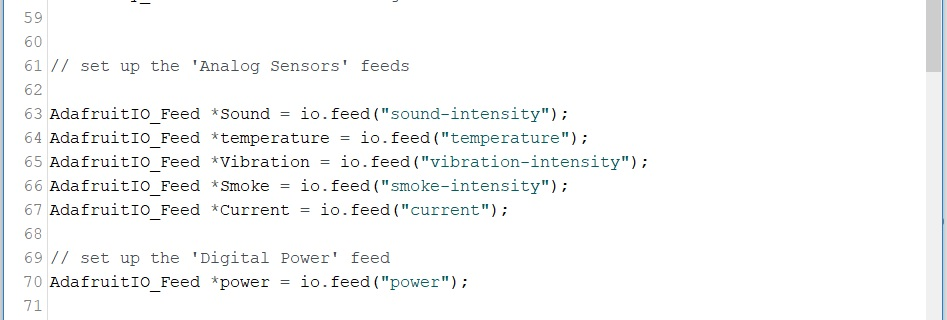 59
60
61 // set up the 'Analog Sensors' feeds
62
63 AdafruitIO_Feed *Sound = io.feed("sound-intensity");
64 AdafruitIO_Feed *temperature = io.feed("temperature");
65 AdafruitIO_Feed *Vibration = io.feed("vibration-intensity");
66 AdafruitIO_Feed *Smoke = io.feed("smoke-intensity");
67 AdafruitIO_Feed *Current = io.feed("current");
68
69 // set up the 'Digital Power' feed
70 AdafruitIO_Feed *power = io.feed("power");
71